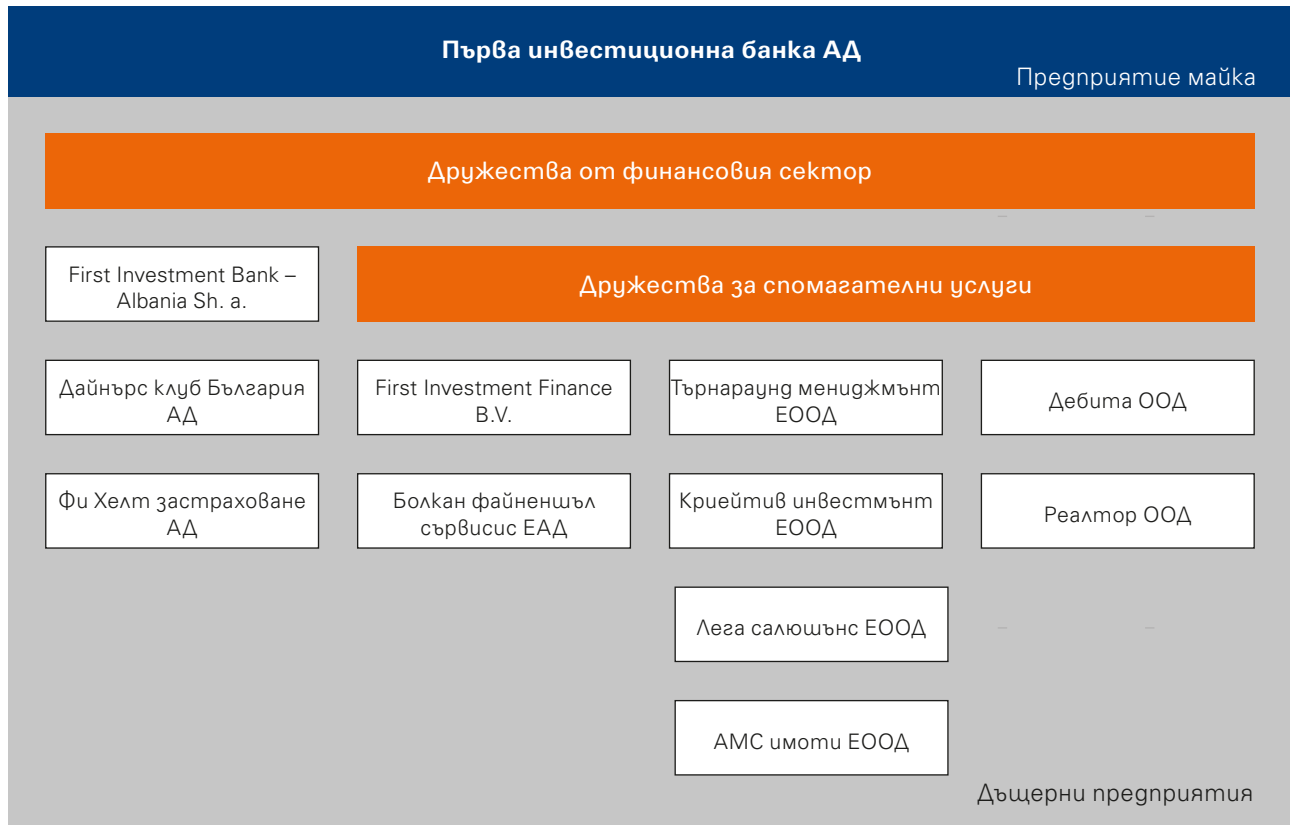 Първа инвестиционна банка АД
Предприятие майка
Дружества от финансовия сектор
First Investment Bank –
Albania Sh. a.
Дружества за спомагателни услуги
Дайнърс клуб България
АД
First Investment Finance
B.V.
Търнараунд мениджмънт
ЕООД
Дебита ООД
Фи Хелт застраховане
АД
Болкан файненшъл
сървисис ЕАД
Криейтив инвестмънт
ЕООД
Реалтор ООД
Лега салюшънс ЕООД
АМС имоти ЕООД
Дъщерни предприятия